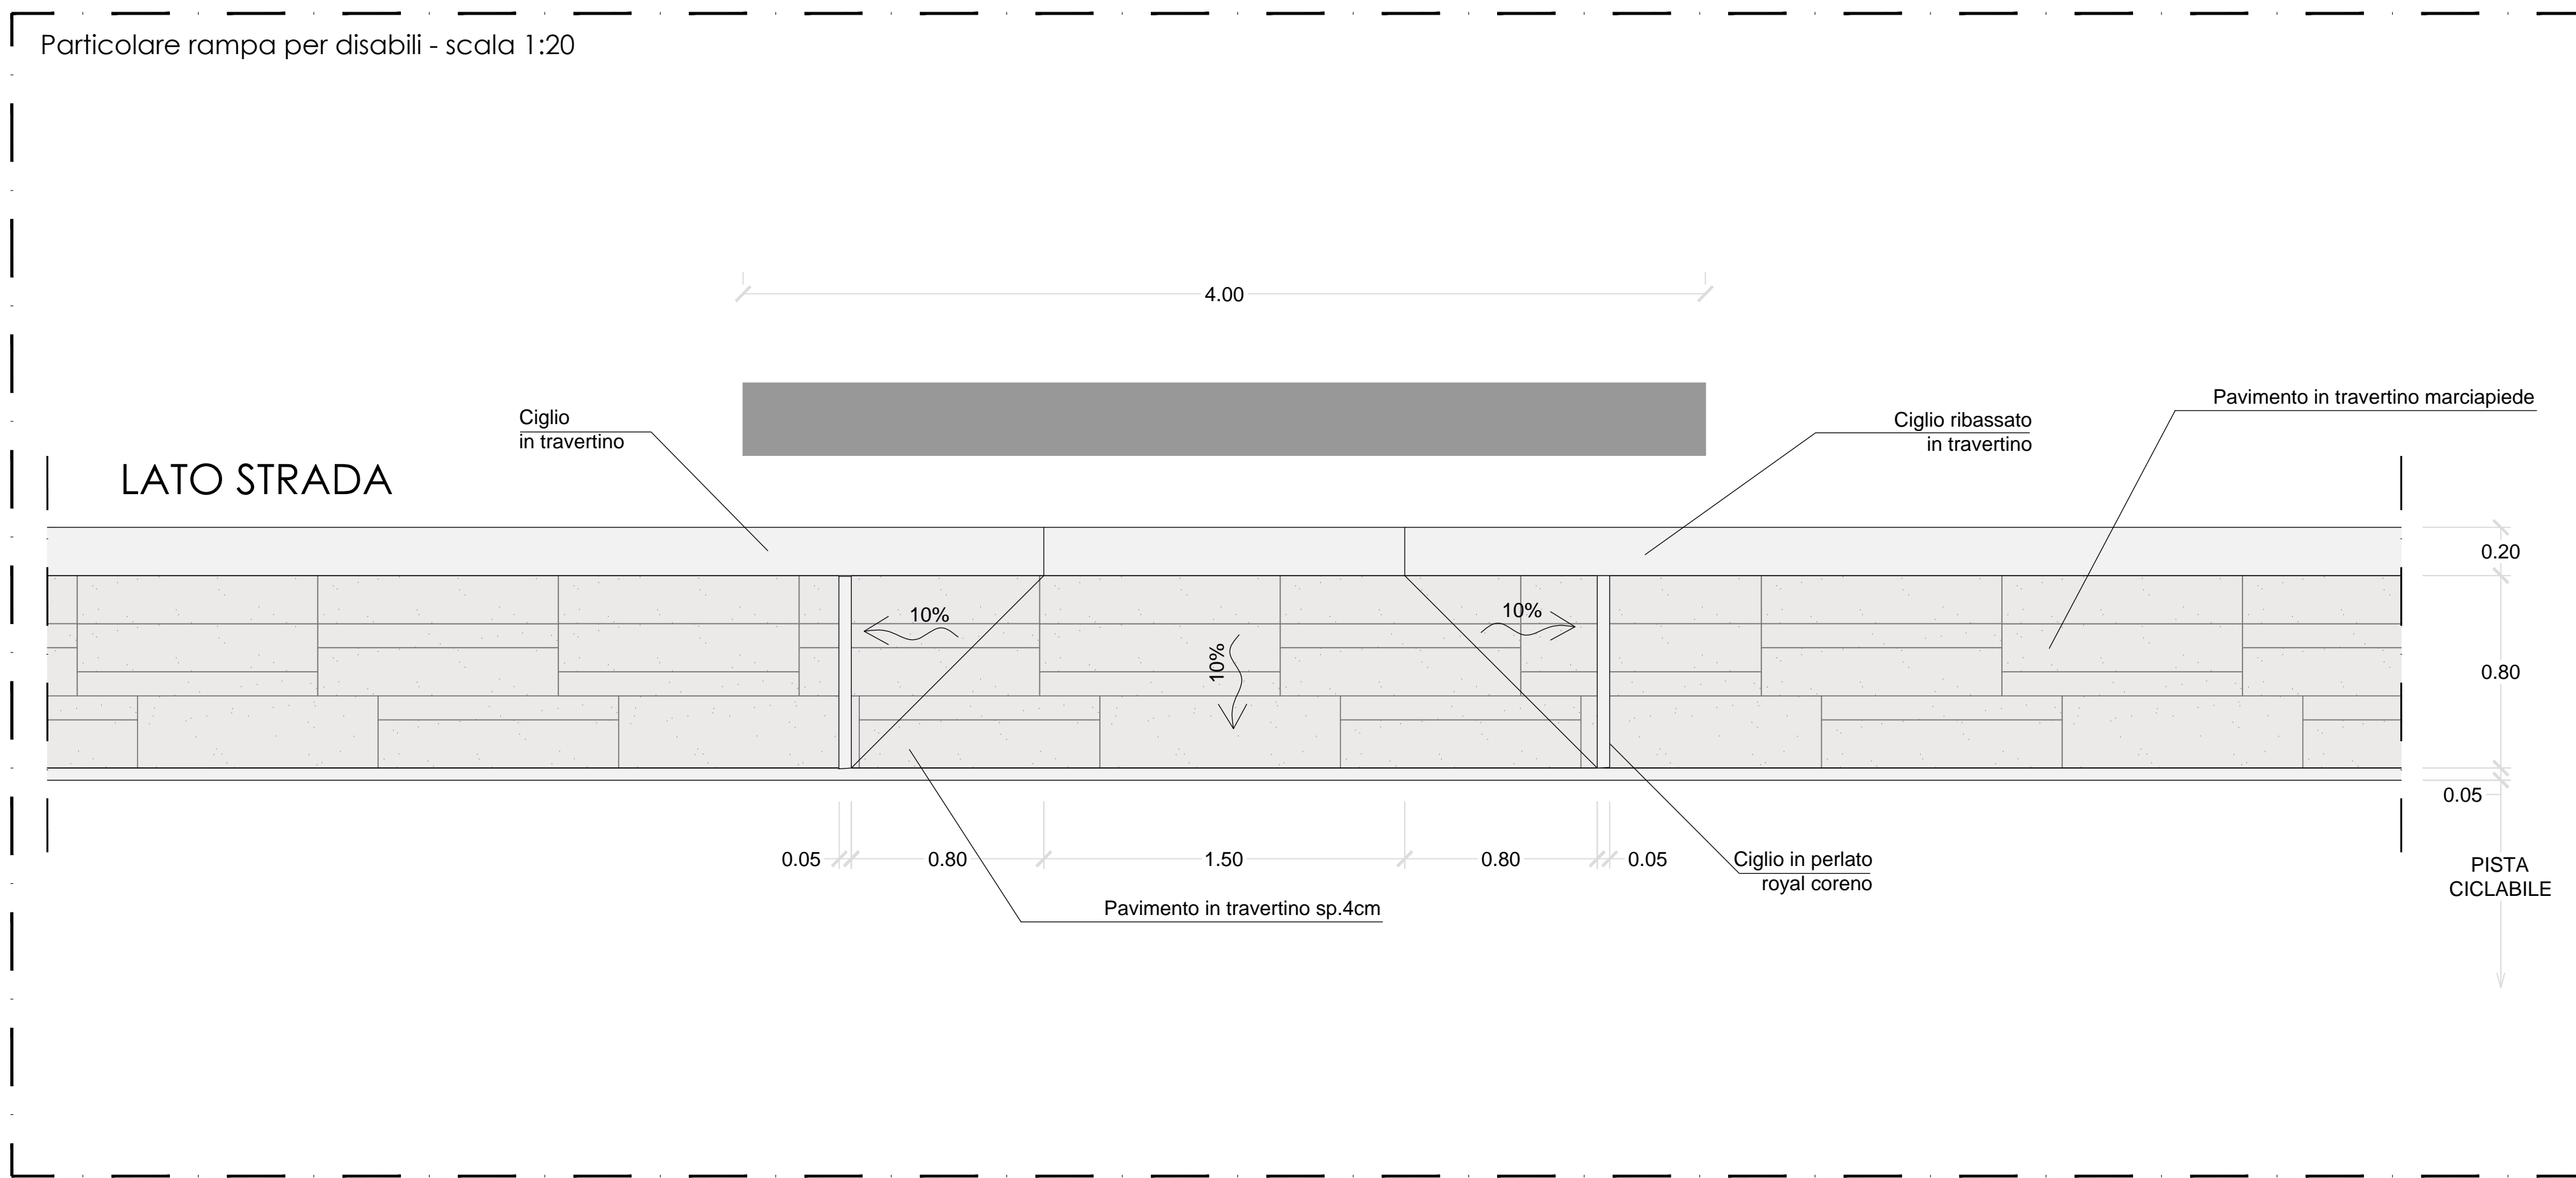 Particolare rampa per disabili - scala 1:20
4.00
Pavimento in travertino marciapiede
Ciglio
in travertino
Ciglio ribassato
in travertino
LATO STRADA
0.20
10%
10%
10%
0.80
0.05
0.05
0.80
1.50
0.80
0.05
Ciglio in perlato
royal coreno
PISTA
CICLABILE
Pavimento in travertino sp.4cm